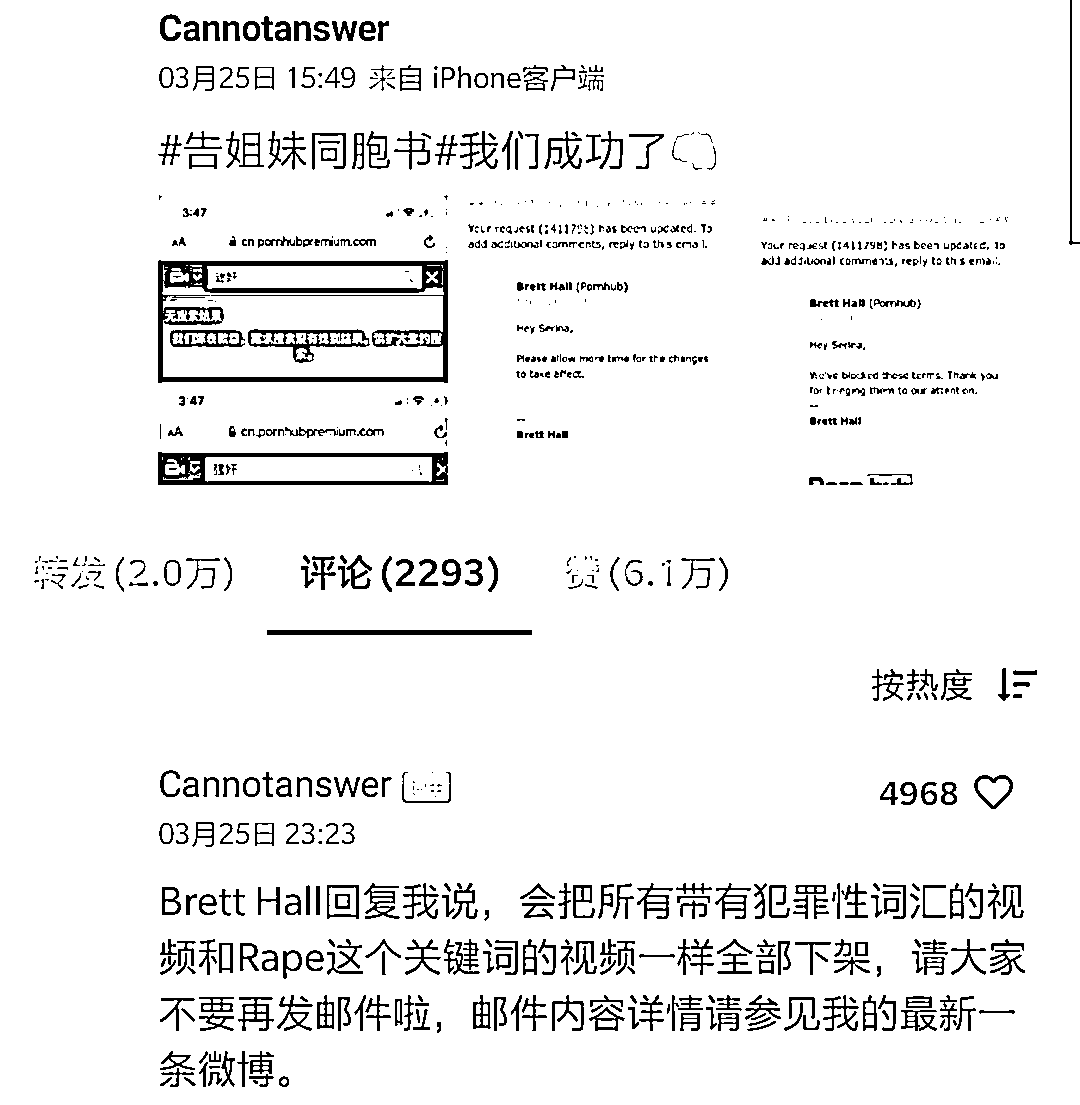 Cannotanswer
03月25日 15:49 来自 iPhone客户端
#告姐妹同胞书#我们成功了
3:47
AA cn.pornhubpremium.com
无搜索结果
3:47
AA cn.pornhubpremium.com
强奸
Your request (1411798) has been updated. To
add additional comments, reply to this email.
Brett Hall (Pornhub)
Hey Serina,
Please allow more time for the changes
to take effect.
—
Brett Hall
Your request (1411798) has been updated. To
add additional comments, reply to this email.
Brett Hall (Pornhub)
Hey Serina,
We've blocked those terms. Thank you
for bringing them to our attention.
—
Brett Hall
转发 (2.0万) 评论 (2293) 赞 (6.1万)
按热度
Cannotanswer
4968
03月25日 23:23
Brett Hall回复我说，会把所有带有犯罪性词汇的视
频和Rape这个关键词的视频一样全部下架，请大家
不要再发邮件啦，邮件内容详情请参见我的最新一
条微博。